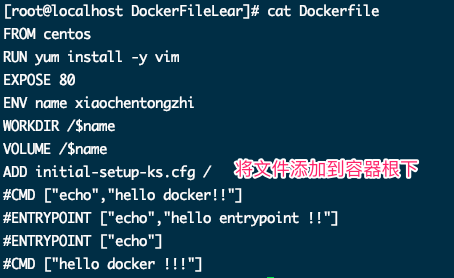 [root@localhost DockerFileLear]# cat Dockerfile
FROM centos
RUN yum install -y vim
EXPOSE 80
ENV name xiaochentongzhi
WORKDIR /$name
VOLUME /$name
ADD initial-setup-ks.cfg / 将文件添加到容器根下
#CMD ["echo","hello docker!!"]
#ENTRYPOINT ["echo","hello entrypoint !!"]
#ENTRYPOINT ["echo"]
#CMD ["hello docker !!!"]